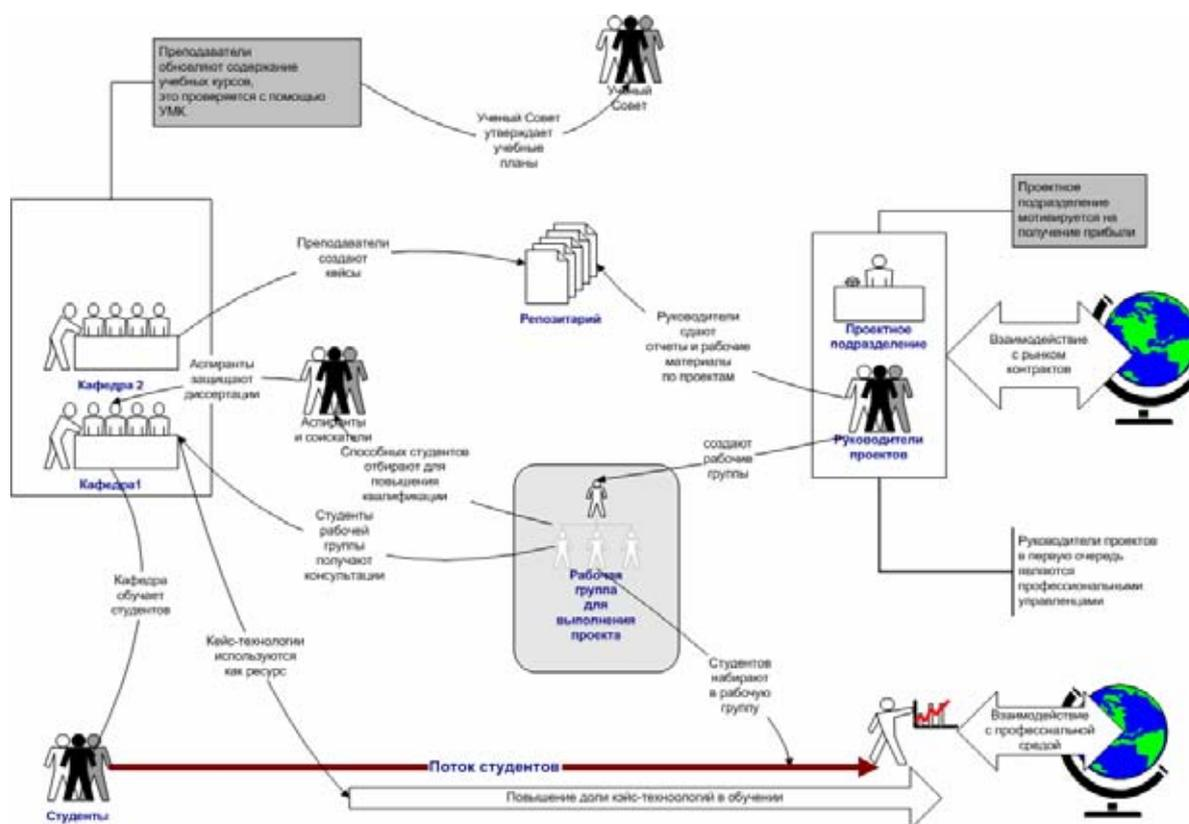 Преподаватели
обновляют содержание
учебных курсов,
это проверяется с помощью
УМК.
Ученый
Совет
Ученый Совет
утверждает
учебные
планы
Проектное
подразделение
мотивируется на
получение прибыли
Преподаватели
создают
кейсы
Репозитарий
Руководители
сдают
отчеты и рабочие
материалы
по проектам
Проектное
подразделение
Взаимодействие
с рынком
контрактов
Кафедра 2
Аспиранты
защищают
диссертации
Аспиранты
и соискатели
Руководители
проектов
Кафедра1
Способных студентов
отбирают для
повышения
квалификации
создают
рабочие
группы
Студенты
рабочей
группы
получают
консультации
Рабочая
группа
для
выполнения
проекта
Руководители проектов
в первую очередь
являются
профессиональными
управленцами
Кафедра
обучает
студентов
Кейс-технологии
используются
как ресурс
Студентов
набирают
в рабочую
группу
Взаимодействие
с профессиональной
средой
Поток студентов
Повышение доли кэйс-технологий в обучении
Студенты